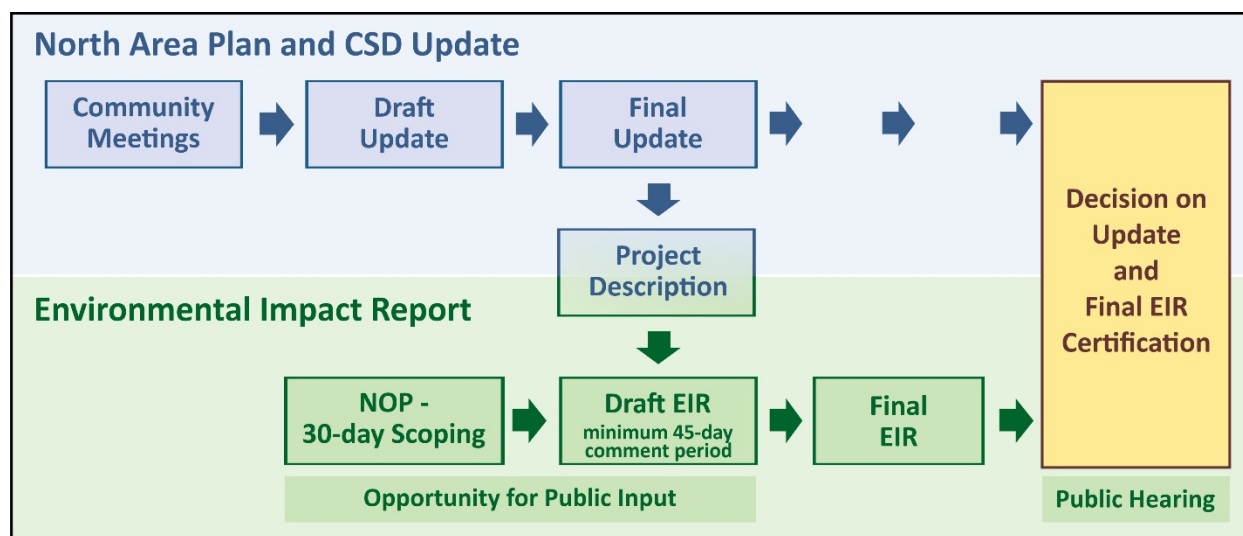 North Area Plan and CSD Update
Community
Meetings
Draft
Update
Final
Update
Project
Description
Decision on
Update
and
Final EIR
Certification
Environmental Impact Report
NOP -
30-day Scoping
Draft EIR
minimum 45-day
comment period
Final
EIR
Opportunity for Public Input
Public Hearing